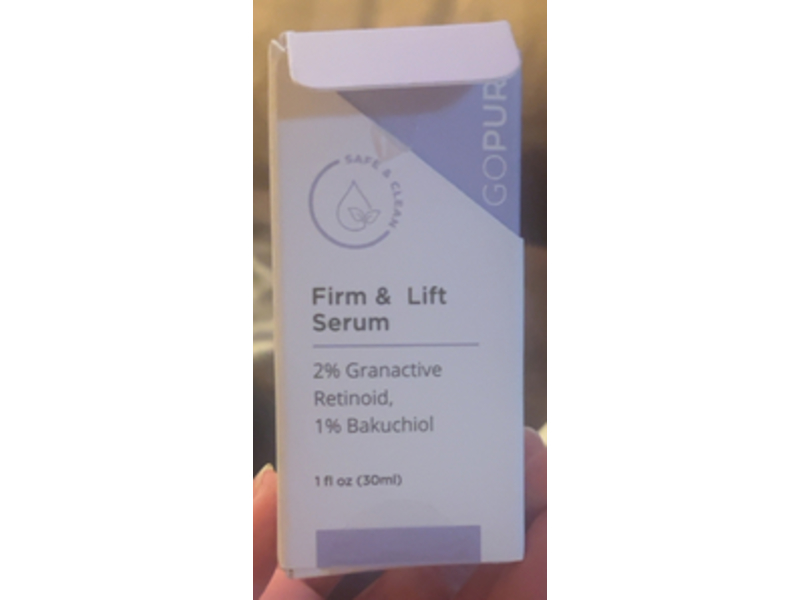 GOPUR
SAFE & CLEAN
Firm & Lift
Serum
2% Granactive
Retinoid,
1% Bakuchiol
1 fl oz (30ml)